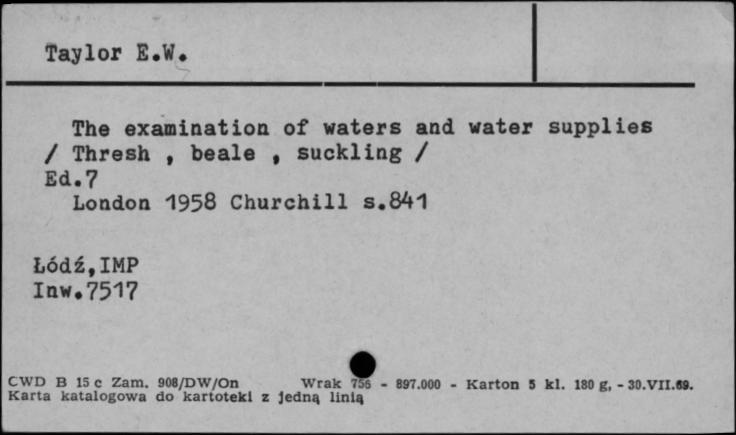 Taylor E.W.
The examination of waters and water supplies
/ Thresh , beale , suckling /
Ed.7
London 1958 Churchill s.841
Łódź,IMP
Inw.7517
CWD B 15 c Zam. 908/DW/On Wrak 756 - 897.000 - Karton 5 kl. 180 g, - 30.VII.69.
Karta katalogowa do kartoteki z jedną linią